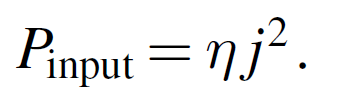 P_input = ηj².